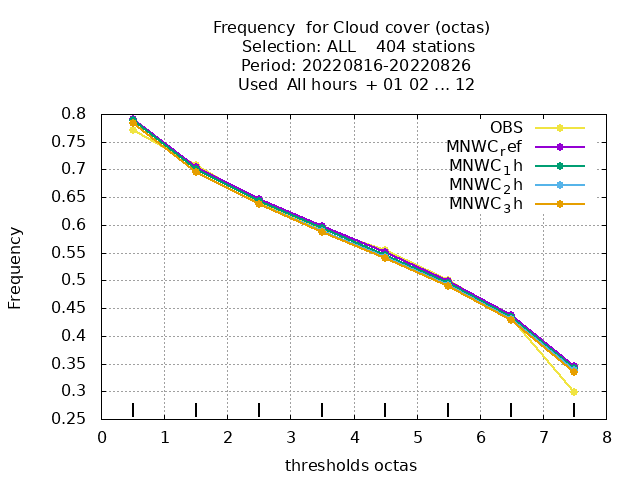 Frequency  for Cloud cover (octas)
Selection: ALL    404 stations
Period: 20220816-20220826
Used  All hours  + 01 02 ... 12
0.8
0.75
0.7
0.65
0.6
0.55
0.5
0.45
0.4
0.35
0.3
0.25
Frequency
OBS
MNWC_ref
MNWC_1h
MNWC_2h
MNWC_3h
0 1 2 3 4 5 6 7 8
thresholds octas